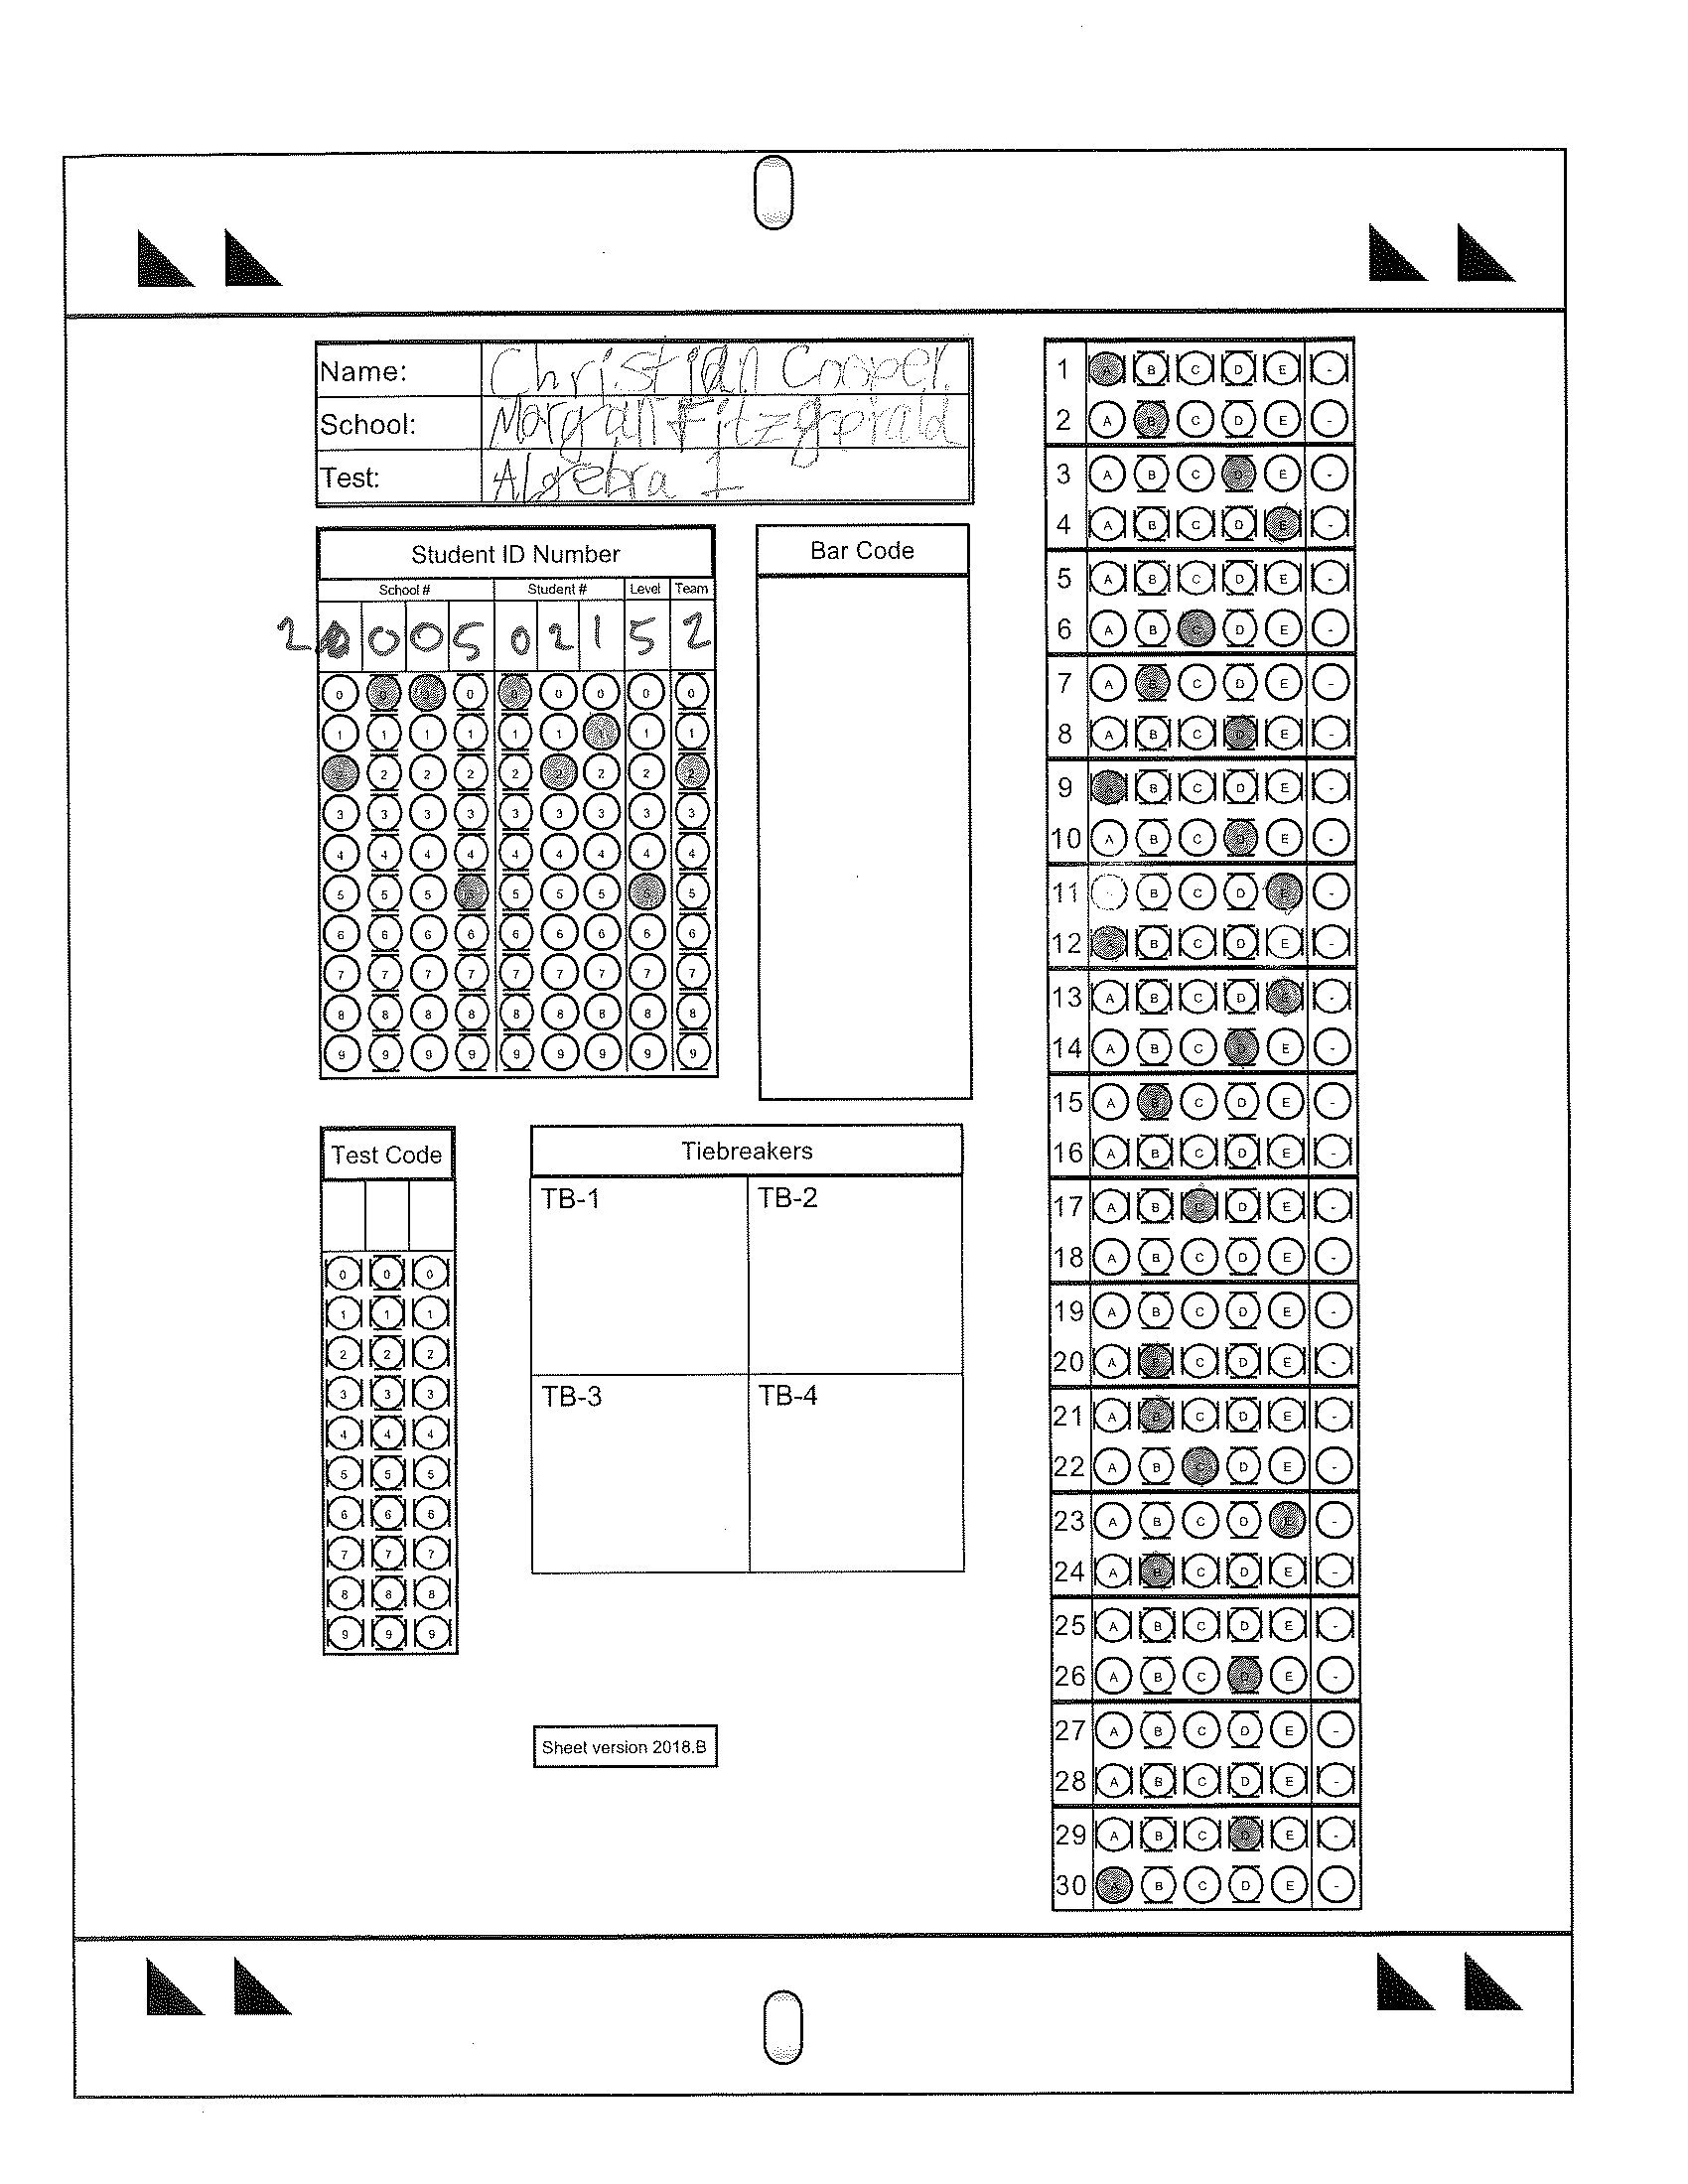 Name: Christian Cooper
School: Morgan Fitzgerald
Test: Algebra 1
Student ID Number
School # Student # Level Team
2 0 0 5 0 2 1 5 2
0 0 0 0 0 0 0 0 0
1 1 1 1 1 1 1 1 1
2 2 2 2 2 2 2 2 2
3 3 3 3 3 3 3 3 3
4 4 4 4 4 4 4 4 4
5 5 5 5 5 5 5 5 5
6 6 6 6 6 6 6 6 6
7 7 7 7 7 7 7 7 7
8 8 8 8 8 8 8 8 8
9 9 9 9 9 9 9 9 9
Bar Code
Test Code
0 0 0
1 1 1
2 2 2
3 3 3
4 4 4
5 5 5
6 6 6
7 7 7
8 8 8
9 9 9
Tiebreakers
TB-1 TB-2
TB-3 TB-4
Sheet version 2018.B
1 A B C D E -
2 A B C D E -
3 A B C D E -
4 A B C D E -
5 A B C D E -
6 A B C D E -
7 A B C D E -
8 A B C D E -
9 B C D E -
10 A B C D E -
11 B C D E -
12 B C D E -
13 A B C D E -
14 A B C D E -
15 A B C D E -
16 A B C D E -
17 A B C D E -
18 A B C D E -
19 A B C D E -
20 A B C D E -
21 A B C D E -
22 A B C D E -
23 A B C D E -
24 A B C D E -
25 A B C D E -
26 A B C D E -
27 A B C D E -
28 A B C D E -
29 A B C D E -
30 A B C D E -